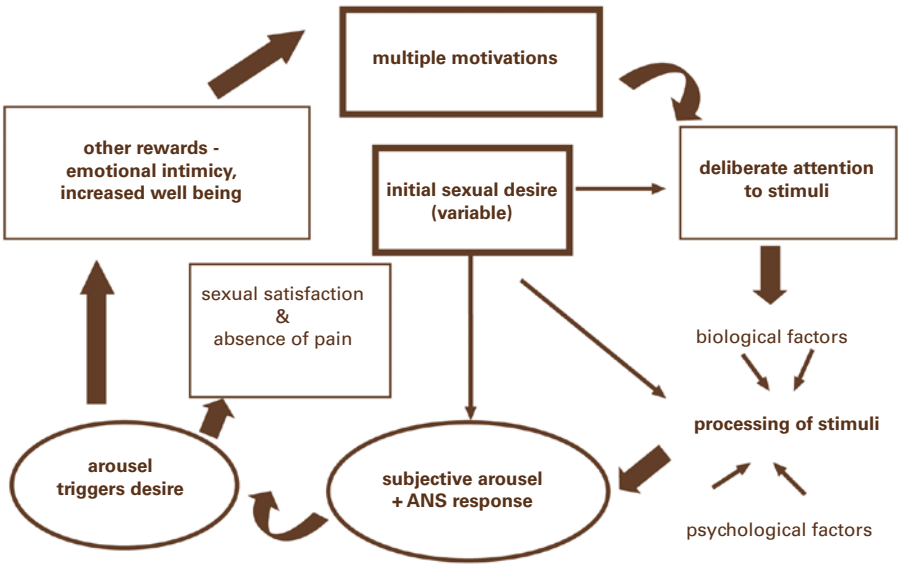 multiple motivations
other rewards -
emotional intimicy,
increased well being
initial sexual desire
(variable)
deliberate attention
to stimuli
sexual satisfaction
&
absence of pain
biological factors
processing of stimuli
arousel
triggers desire
subjective arousel
+ ANS response
psychological factors